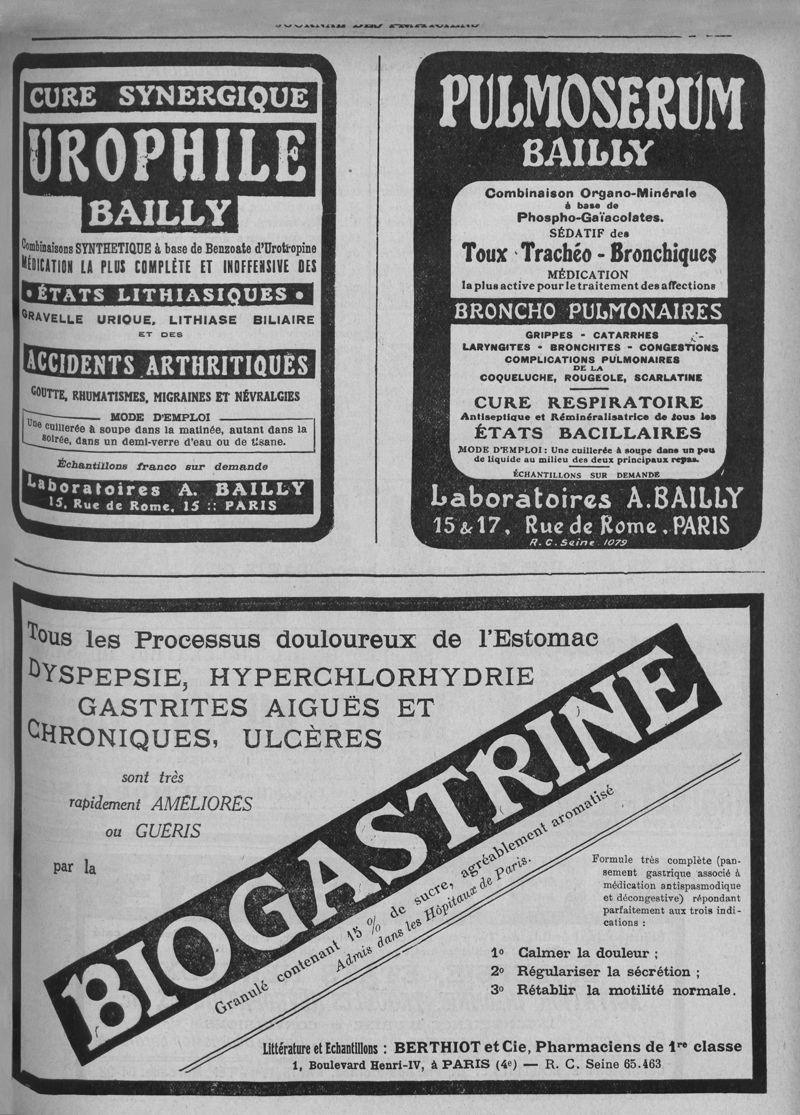 CURE SYNERGIQUE
UROPHILE
BAILLY
Combinaisons SYNTHETIQUE à base de Benzoate d'Urotropine
MÉDICATION LA PLUS COMPLÈTE ET INOFFENSIVE DES
• ÉTATS LITHIASIQUES •
GRAVELLE URIQUE, LITHIASE BILIAIRE
ET DES
ACCIDENTS ARTHRITIQUES
GOUTTE, RHUMATISMES, MIGRAINES ET NÉVRALGIES
MODE D'EMPLOI
Une cuillerée à soupe dans la matinée, autant dans la
soirée, dans un demi-verre d'eau ou de tisane.
Échantillons franco sur demande
Laboratoires A. BAILLY
15, Rue de Rome, 15 :: PARIS
PULMOSERUM
BAILLY
Combinaison Organo-Minérale
à base de
Phospho-Gaïacolates.
SÉDATIF des
Toux Trachéo-Bronchiques
MÉDICATION
la plus active pour le traitement des affections
BRONCHO PULMONAIRES
GRIPPES - CATARRHES
LARYNGITES - BRONCHITES - CONGESTIONS
COMPLICATIONS PULMONAIRES
DE LA
COQUELUCHE, ROUGEOLE, SCARLATINE
CURE RESPIRATOIRE
Antiseptique et Réminéralisatrice de tous les
ÉTATS BACILLAIRES
MODE D'EMPLOI : Une cuillerée à soupe dans un peu
de liquide au milieu des deux principaux repas.
ÉCHANTILLONS SUR DEMANDE
Laboratoires A. BAILLY
15 & 17, Rue de Rome, PARIS
R. C. Seine 1079
Tous les Processus douloureux de l'Estomac
DYSPEPSIE, HYPERCHLORHYDRIE
GASTRITES AIGUËS ET
CHRONIQUES, ULCÈRES
sont très
rapidement AMÉLIORÉS
ou GUÉRIS
par la
BIOGASTRINE
Granulé contenant 15 % de sucre, agréablement aromatisé
Admis dans les Hôpitaux de Paris.
Formule très complète (pan-
sement gastrique associé à
médication antispasmodique
et décongestive) répondant
parfaitement aux trois indi-
cations :
1º Calmer la douleur ;
2º Régulariser la sécrétion ;
3º Rétablir la motilité normale.
Littérature et Echantillons : BERTHIOT et Cie, Pharmaciens de 1re classe
1, Boulevard Henri-IV, à PARIS (4e) — R. C. Seine 65.463